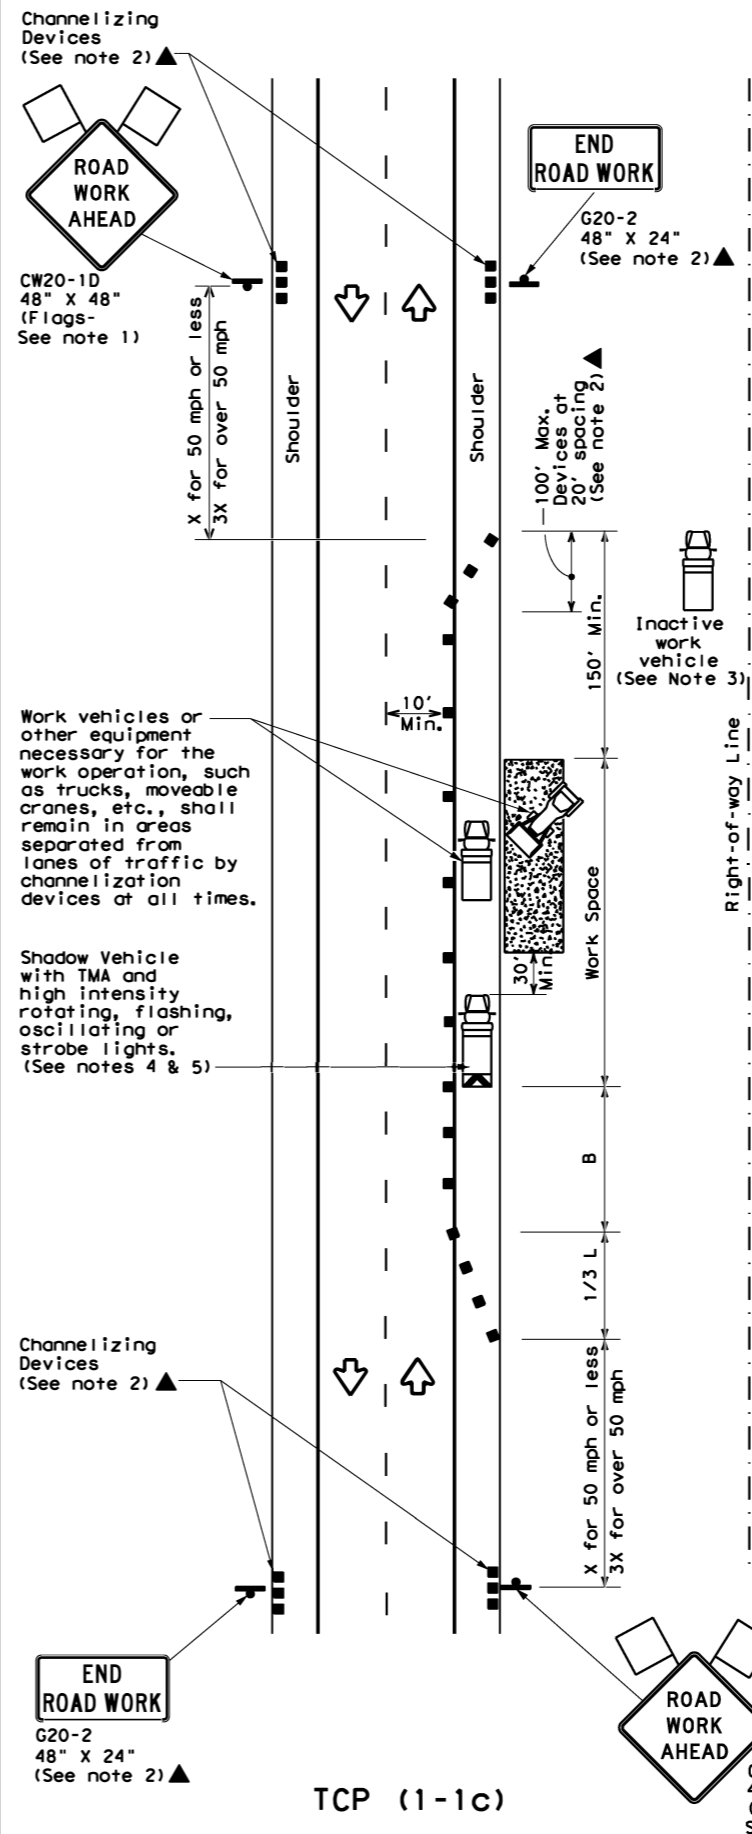 Channelizing
Devices
(See note 2)
ROAD
WORK
AHEAD
CW20-1D
48" X 48"
(Flags-
See note 1)
END
ROAD WORK
G20-2
48" X 24"
(See note 2)
X for 50 mph or less
3X for over 50 mph
Shoulder
Shoulder
100' Max.
Devices at
20' spacing
(See note 2)
150' Min.
Inactive
work
vehicle
(See Note 3)
Right-of-way Line
10'
Min.
Work vehicles or
other equipment
necessary for the
work operation, such
as trucks, moveable
cranes, etc., shall
remain in areas
separated from
lanes of traffic by
channelization
devices at all times.
Work Space
30'
Min.
Shadow Vehicle
with TMA and
high intensity
rotating, flashing,
oscillating or
strobe lights.
(See notes 4 & 5)
B
1/3 L
Channelizing
Devices
(See note 2)
X for 50 mph or less
3X for over 50 mph
END
ROAD WORK
G20-2
48" X 24"
(See note 2)
ROAD
WORK
AHEAD
TCP (1-1c)